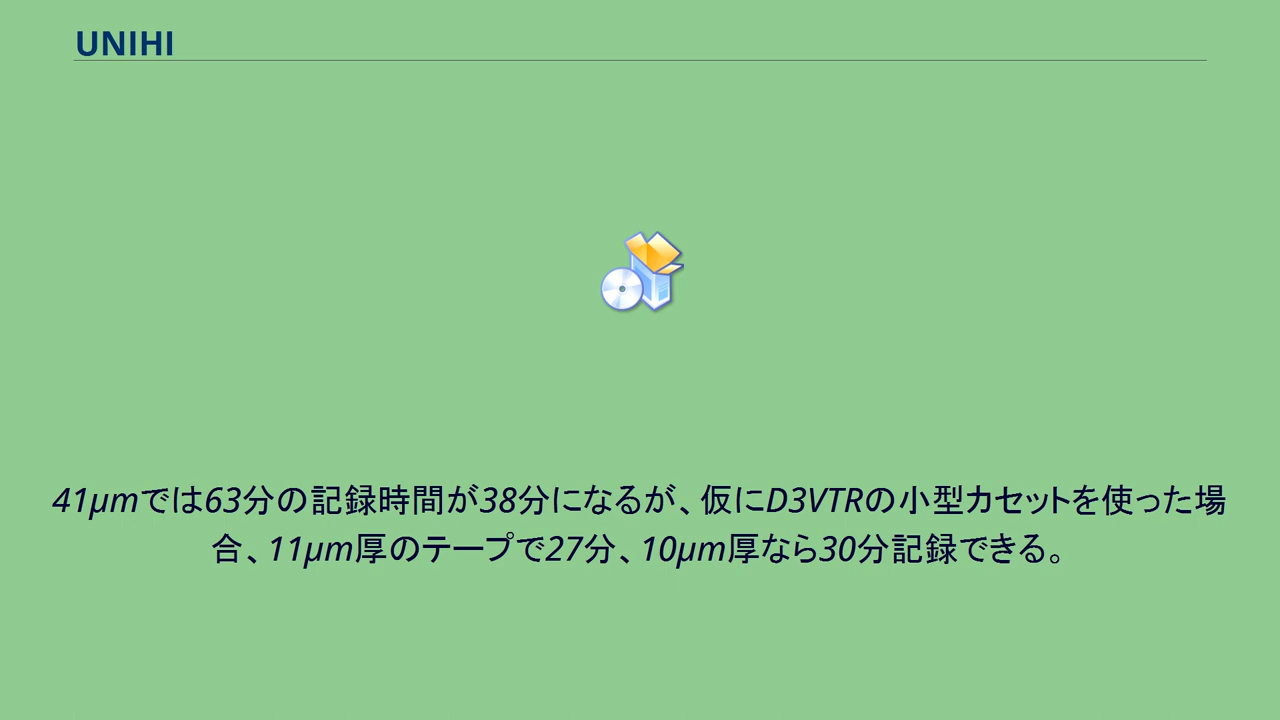 UNIHI
41μmでは63分の記録時間が38分になるが、仮にD3VTRの小型カセットを使った場
合、11μm厚のテープで27分、10μm厚なら30分記録できる。